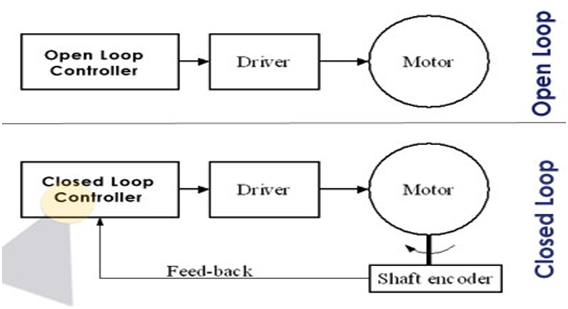 Open Loop
Controller
Driver
Motor
Open Loop
Closed Loop
Controller
Driver
Motor
Closed Loop
Feed-back
Shaft encoder